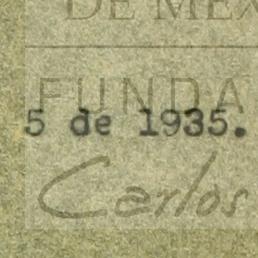 DE MEX
FUNDA
5 de 1935.
Carlos